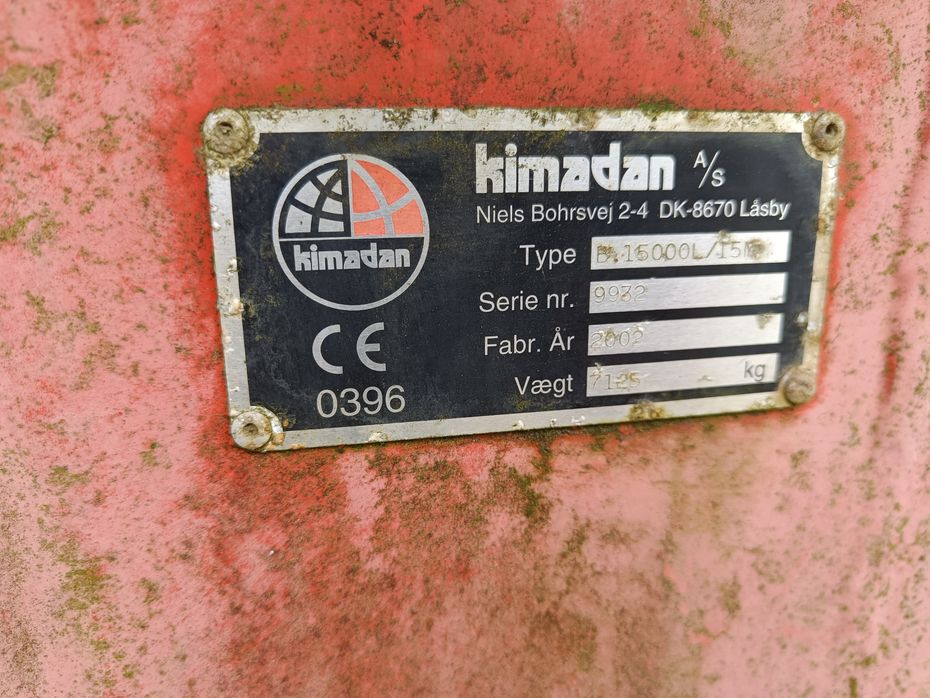 kimadan
kimadan A/S
Niels Bohrsvej 2-4 DK-8670 Låsby
Type
Serie nr. 9932
Fabr. År 2002
Vægt 7125 kg
CE
0396